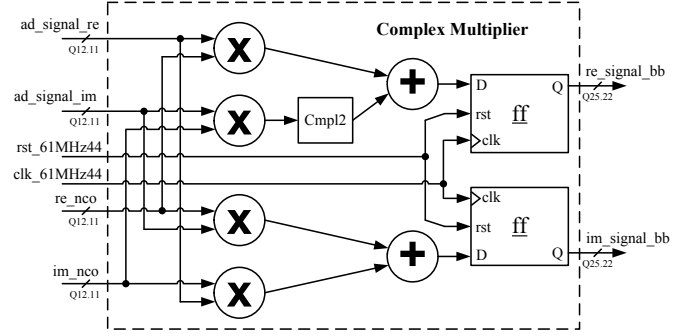 ad_signal_re
Q12.11
Complex Multiplier
X
+
D
Q
re_signal_bb
Q25.22
ad_signal_im
Q12.11
X
Cmpl2
rst
ff
clk
rst_61MHz44
clk_61MHz44
re_nco
Q12.11
X
clk
rst
ff
im_nco
Q12.11
X
+
D
Q
im_signal_bb
Q25.22